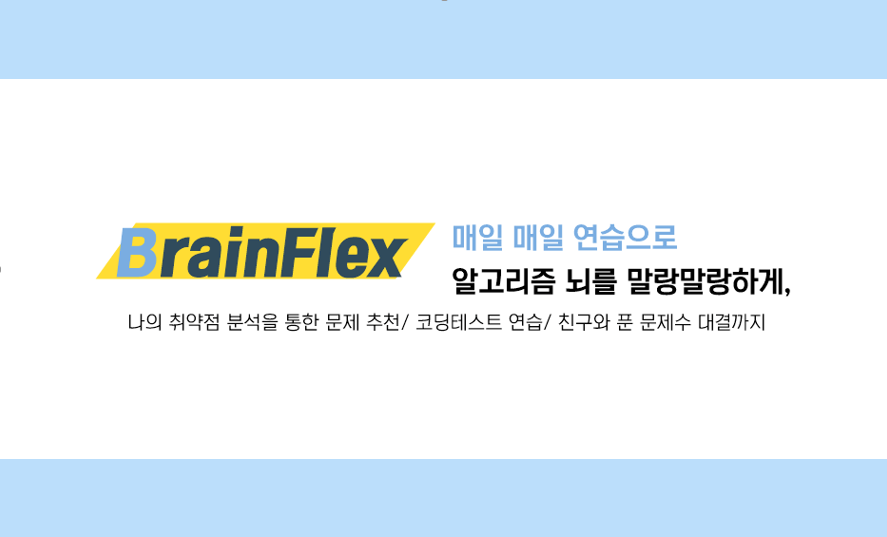 BrainFlex
매일 매일 연습으로
알고리즘 뇌를 말랑말랑하게,
나의 취약점 분석을 통한 문제 추천/ 코딩테스트 연습/ 친구와 푼 문제수 대결까지